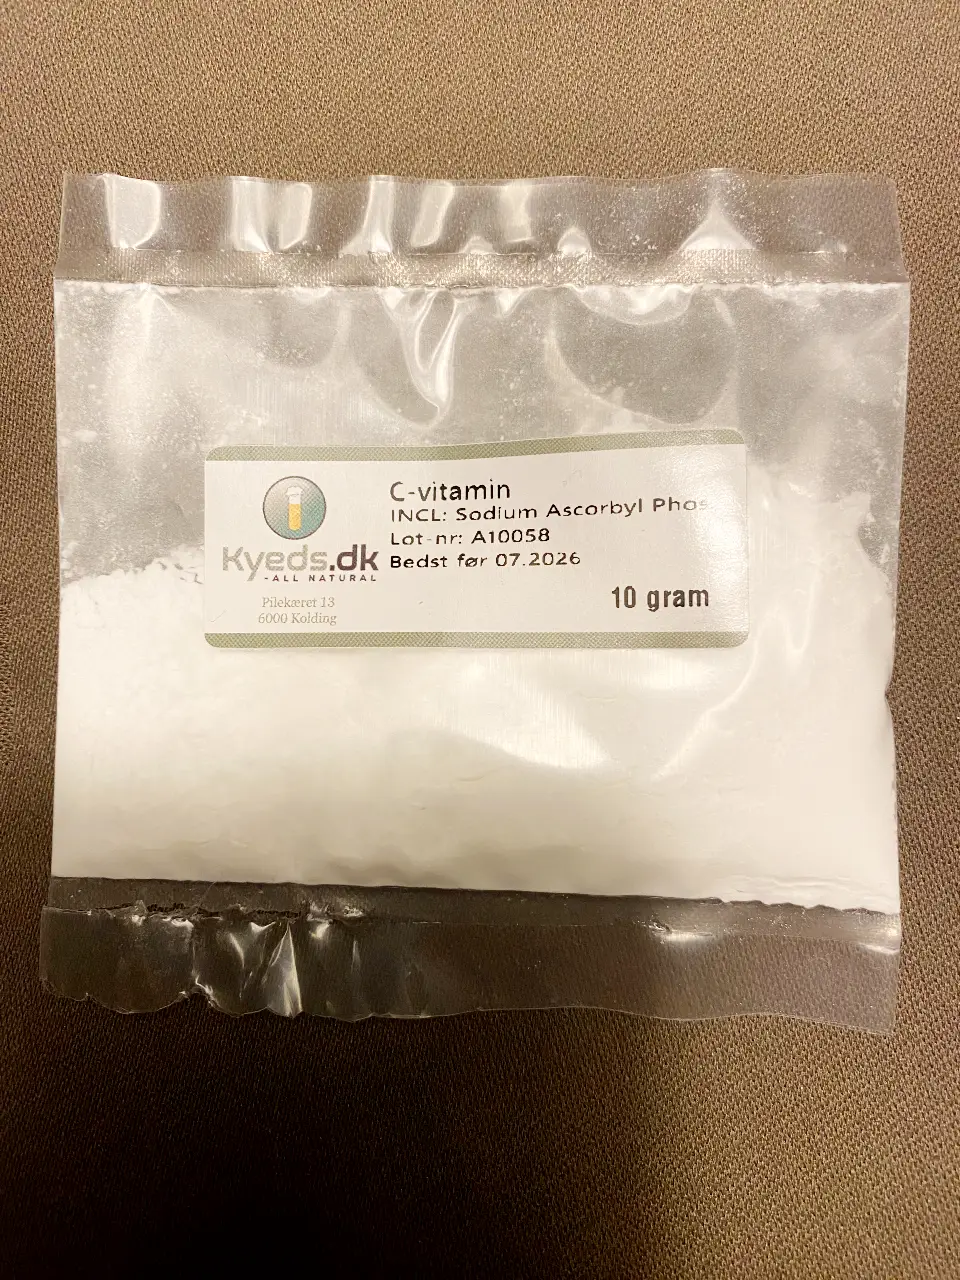 C-vitamin
INCL: Sodium Ascorbyl Phos
Lot-nr: A10058
Bedst før 07.2026
10 gram
Kyeds.dk
-ALL NATURAL
Pilekæret 13
6000 Kolding